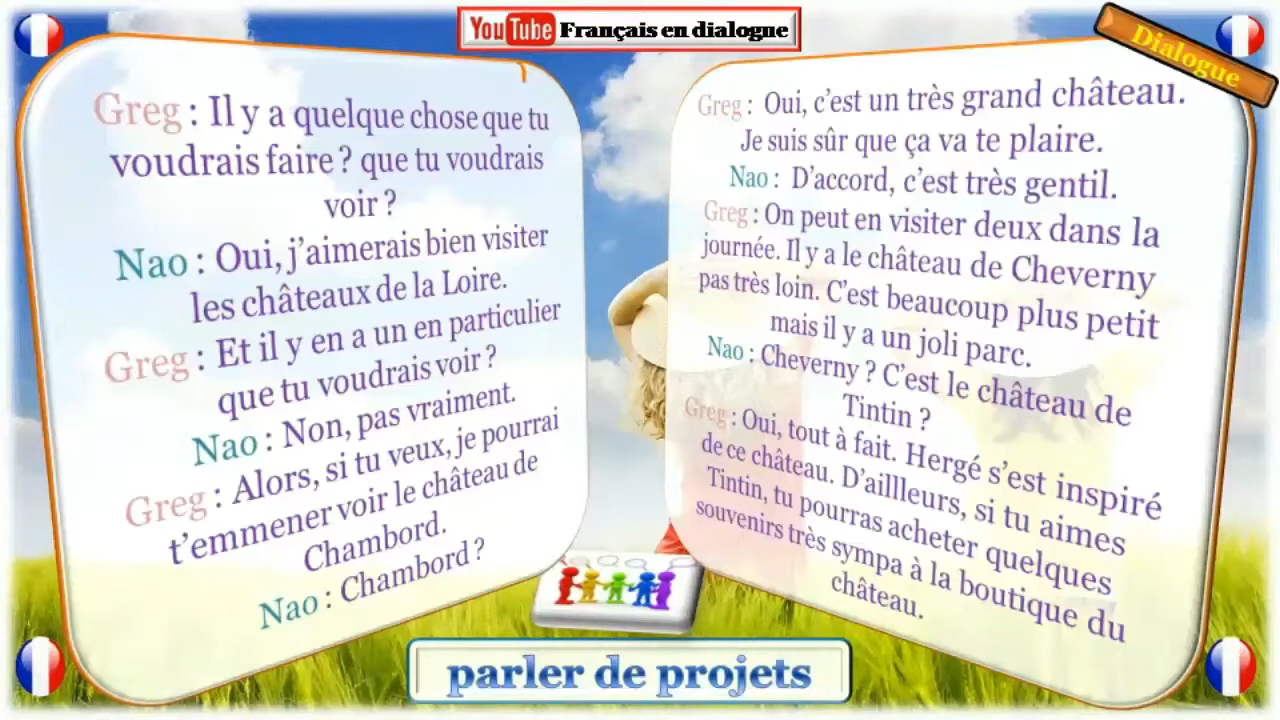 YouTube Français en dialogue
Dialogue
Greg : Il y a quelque chose que tu
voudrais faire ? que tu voudrais
voir ?
Nao : Oui, j’aimerais bien visiter
les châteaux de la Loire.
Greg : Et il y en a un en particulier
que tu voudrais voir ?
Nao : Non, pas vraiment.
Greg : Alors, si tu veux, je pourrai
t’emmener voir le château de
Chambord.
Nao : Chambord ?
Greg : Oui, c’est un très grand château.
Je suis sûr que ça va te plaire.
Nao : D’accord, c’est très gentil.
Greg : On peut en visiter deux dans la
journée. Il y a le château de Cheverny
pas très loin. C’est beaucoup plus petit
mais il y a un joli parc.
Nao : Cheverny ? C’est le château de
Tintin ?
Greg : Oui, tout à fait. Hergé s’est inspiré
de ce château. D’aillleurs, si tu aimes
Tintin, tu pourras acheter quelques
souvenirs très sympa à la boutique du
château.
parler de projets